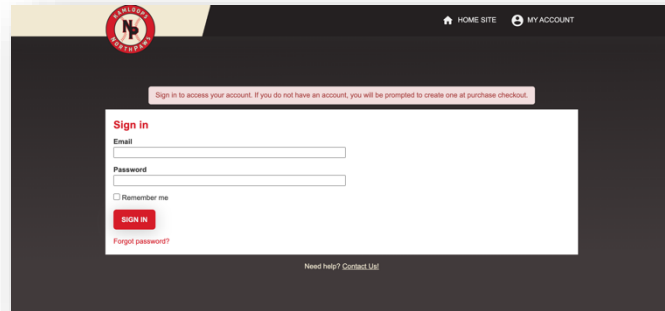 KAMLOOPS
NP
NORTHPAWS
HOME SITE
MY ACCOUNT
Sign in to access your account. If you do not have an account, you will be prompted to create one at purchase checkout.
Sign in
Email
Password
Remember me
SIGN IN
Forgot password?
Need help? Contact Us!